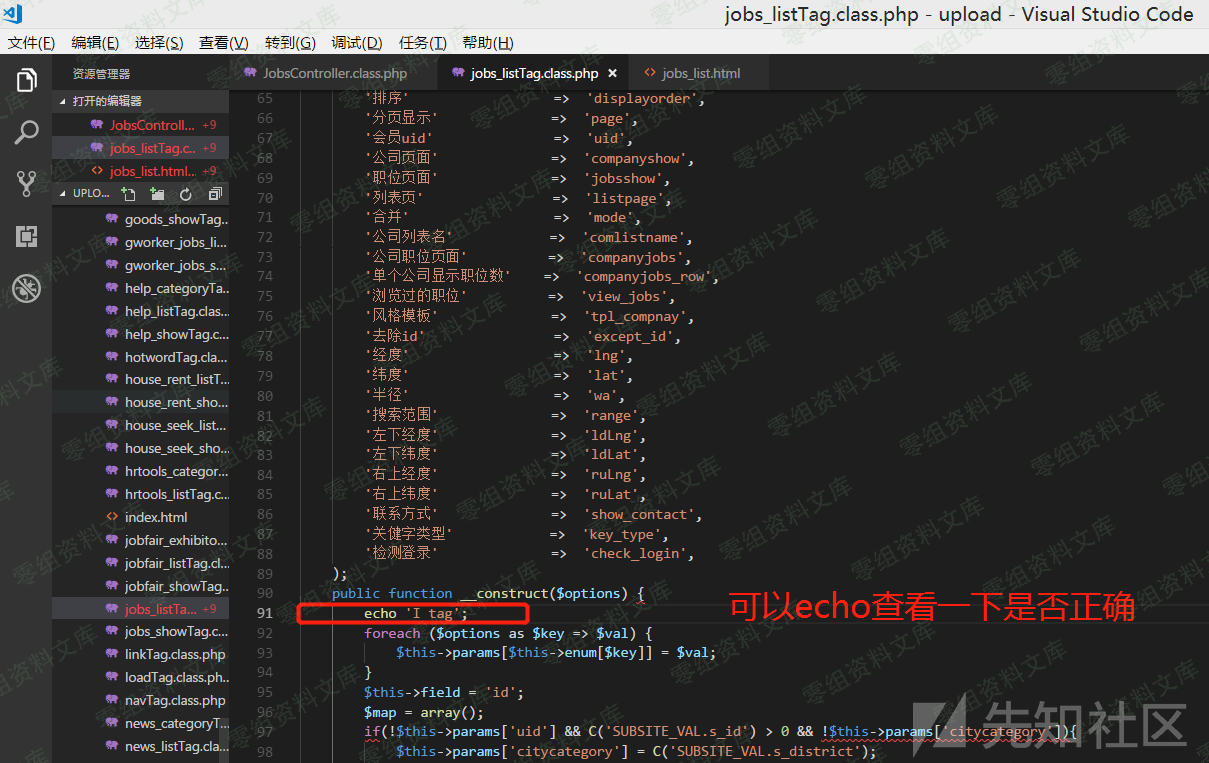 jobs_listTag.class.php - upload - Visual Studio Code
文件(F) 编辑(E) 选择(S) 查看(V) 转到(G) 调试(D) 任务(T) 帮助(H)
资源管理器
JobsController.class.php
jobs_listTag.class.php ×
jobs_list.html
打开的编辑器
JobsControll... +9
jobs_listTag.c... +9
jobs_list.html... +9
UPLO...
goods_showTag...
gworker_jobs_li...
gworker_jobs_s...
help_categoryTa...
help_listTag.clas...
help_showTag.c...
hotwordTag.cla...
house_rent_listT...
house_rent_sho...
house_seek_list...
house_seek_sho...
hrtools_categor...
hrtools_listTag.c...
index.html
jobfair_exhibito...
jobfair_listTag.cl...
jobfair_showTag...
jobs_listTa... +9
jobs_showTag.c...
linkTag.class.php
loadTag.class.ph...
navTag.class.php
news_categoryT...
news_listTag.cla...
65 '排序' => 'displayorder',
66 '分页显示' => 'page',
67 '会员uid' => 'uid',
68 '公司页面' => 'companyshow',
69 '职位页面' => 'jobsshow',
70 '列表页' => 'listpage',
71 '合并' => 'mode',
72 '公司列表名' => 'comlistname',
73 '公司职位页面' => 'companyjobs',
74 '单个公司显示职位数' => 'companyjobs_row',
75 '浏览过的职位' => 'view_jobs',
76 '风格模板' => 'tpl_compnay',
77 '去除id' => 'except_id',
78 '经度' => 'lng',
79 '纬度' => 'lat',
80 '半径' => 'wa',
81 '搜索范围' => 'range',
82 '左下经度' => 'ldLng',
83 '左下纬度' => 'ldLat',
84 '右上经度' => 'ruLng',
85 '右上纬度' => 'ruLat',
86 '联系方式' => 'show_contact',
87 '关健字类型' => 'key_type',
88 '检测登录' => 'check_login',
89 );
90 public function __construct($options) {
91 echo 'I tag';
可以echo查看一下是否正确
92 foreach ($options as $key => $val) {
93 $this->params[$this->enum[$key]] = $val;
94 }
95 $this->field = 'id';
96 $map = array();
97 if(!$this->params['uid'] && C('SUBSITE_VAL.s_id') > 0 && !$this->params['citycategory']){
98 $this->params['citycategory'] = C('SUBSITE_VAL.s_district');
先知社区
零组资料文库